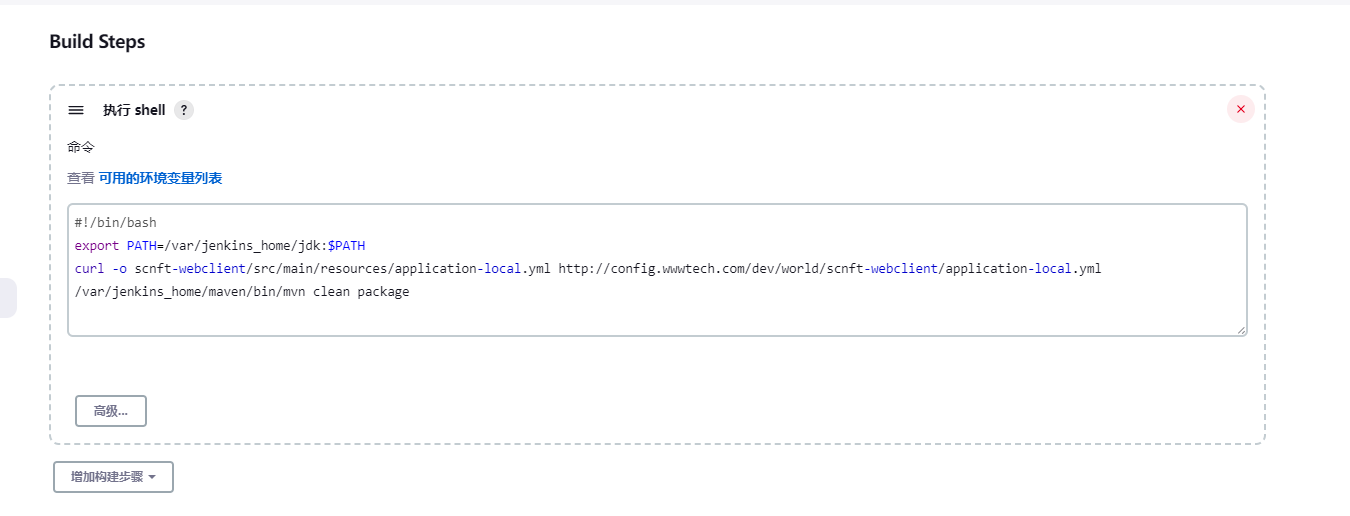 Build Steps
执行 shell ?
命令
查看 可用的环境变量列表
#!/bin/bash
export PATH=/var/jenkins_home/jdk:$PATH
curl -o scnft-webclient/src/main/resources/application-local.yml http://config.wwwtech.com/dev/world/scnft-webclient/application-local.yml
/var/jenkins_home/maven/bin/mvn clean package
高级...
增加构建步骤